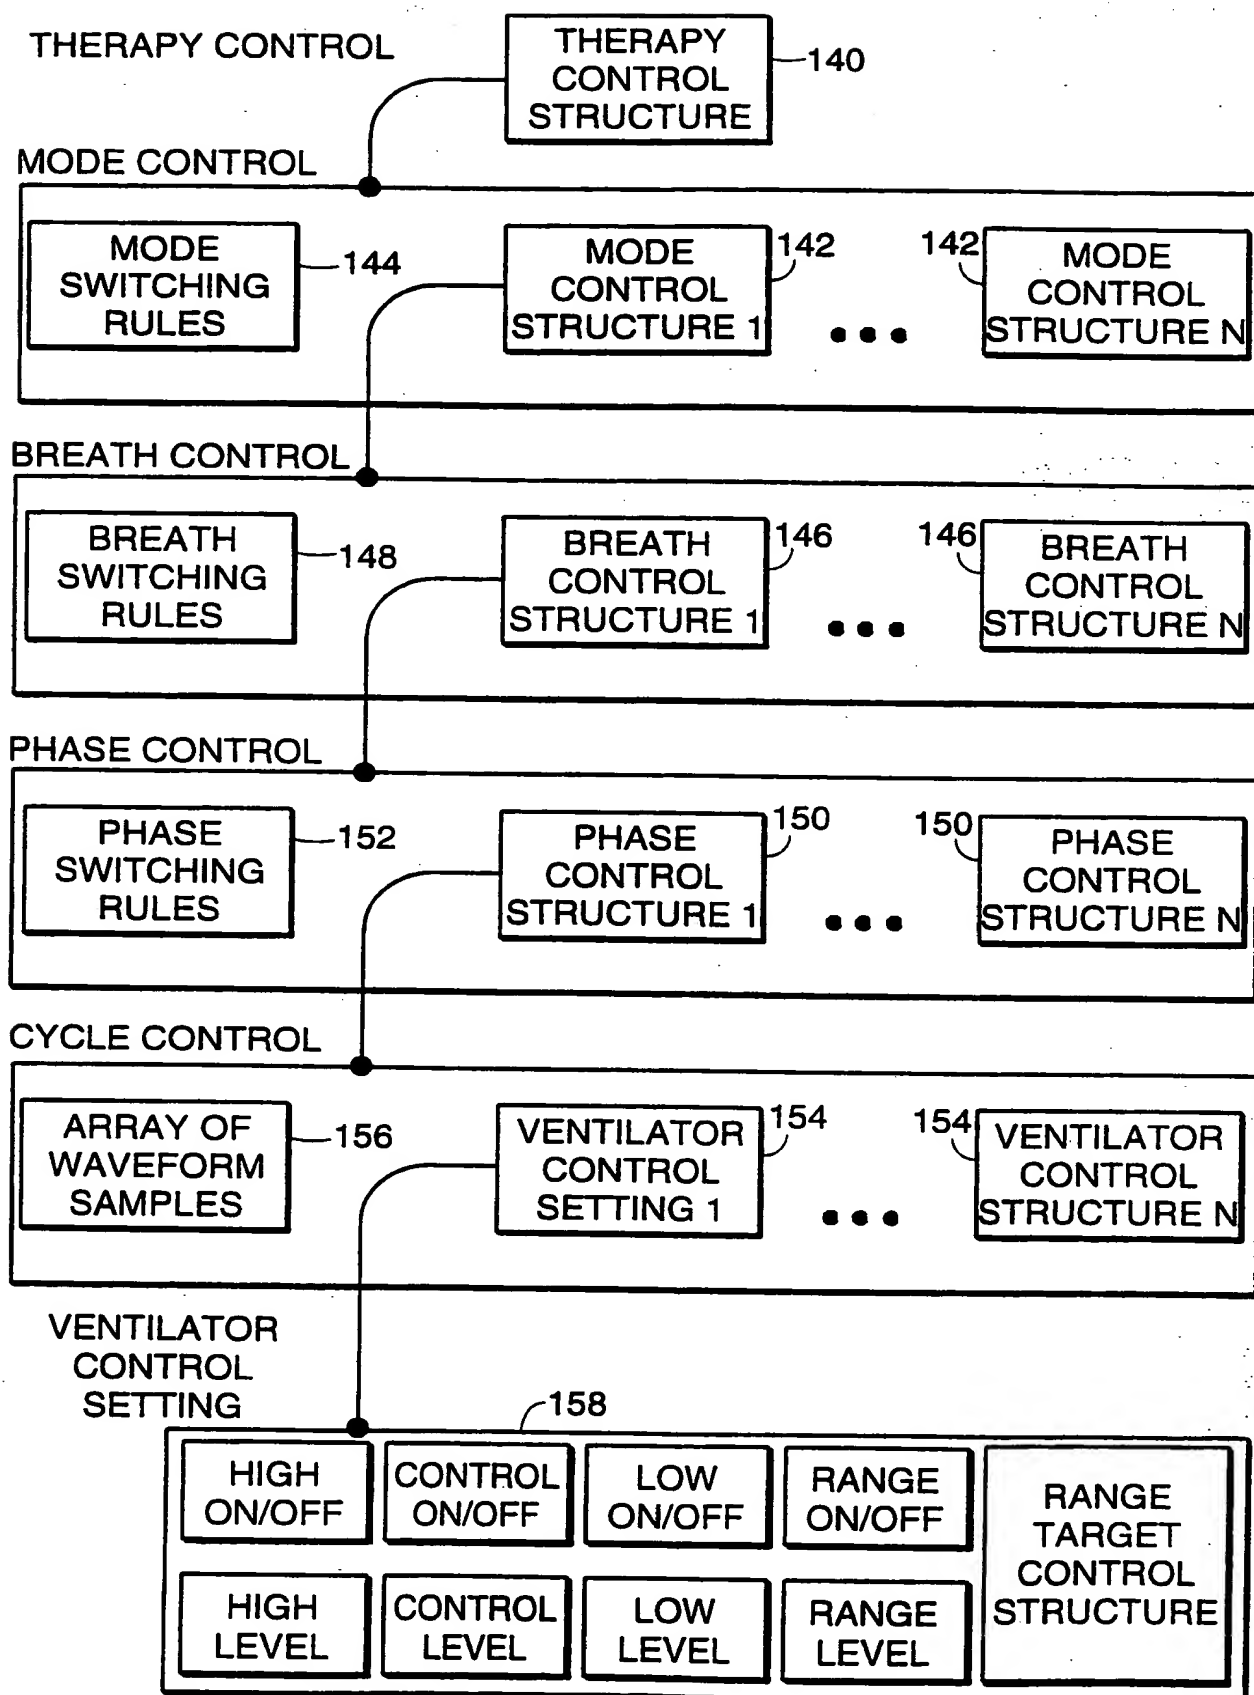 THERAPY CONTROL
THERAPY
CONTROL
STRUCTURE
140
MODE CONTROL
MODE
SWITCHING
RULES
144
MODE
CONTROL
STRUCTURE 1
142
142
MODE
CONTROL
STRUCTURE N
BREATH CONTROL
BREATH
SWITCHING
RULES
148
BREATH
CONTROL
STRUCTURE 1
146
146
BREATH
CONTROL
STRUCTURE N
PHASE CONTROL
PHASE
SWITCHING
RULES
152
PHASE
CONTROL
STRUCTURE 1
150
150
PHASE
CONTROL
STRUCTURE N
CYCLE CONTROL
ARRAY OF
WAVEFORM
SAMPLES
156
VENTILATOR
CONTROL
SETTING 1
154
154
VENTILATOR
CONTROL
STRUCTURE N
VENTILATOR
CONTROL
SETTING
158
HIGH
ON/OFF
CONTROL
ON/OFF
LOW
ON/OFF
RANGE
ON/OFF
RANGE
TARGET
CONTROL
STRUCTURE
HIGH
LEVEL
CONTROL
LEVEL
LOW
LEVEL
RANGE
LEVEL